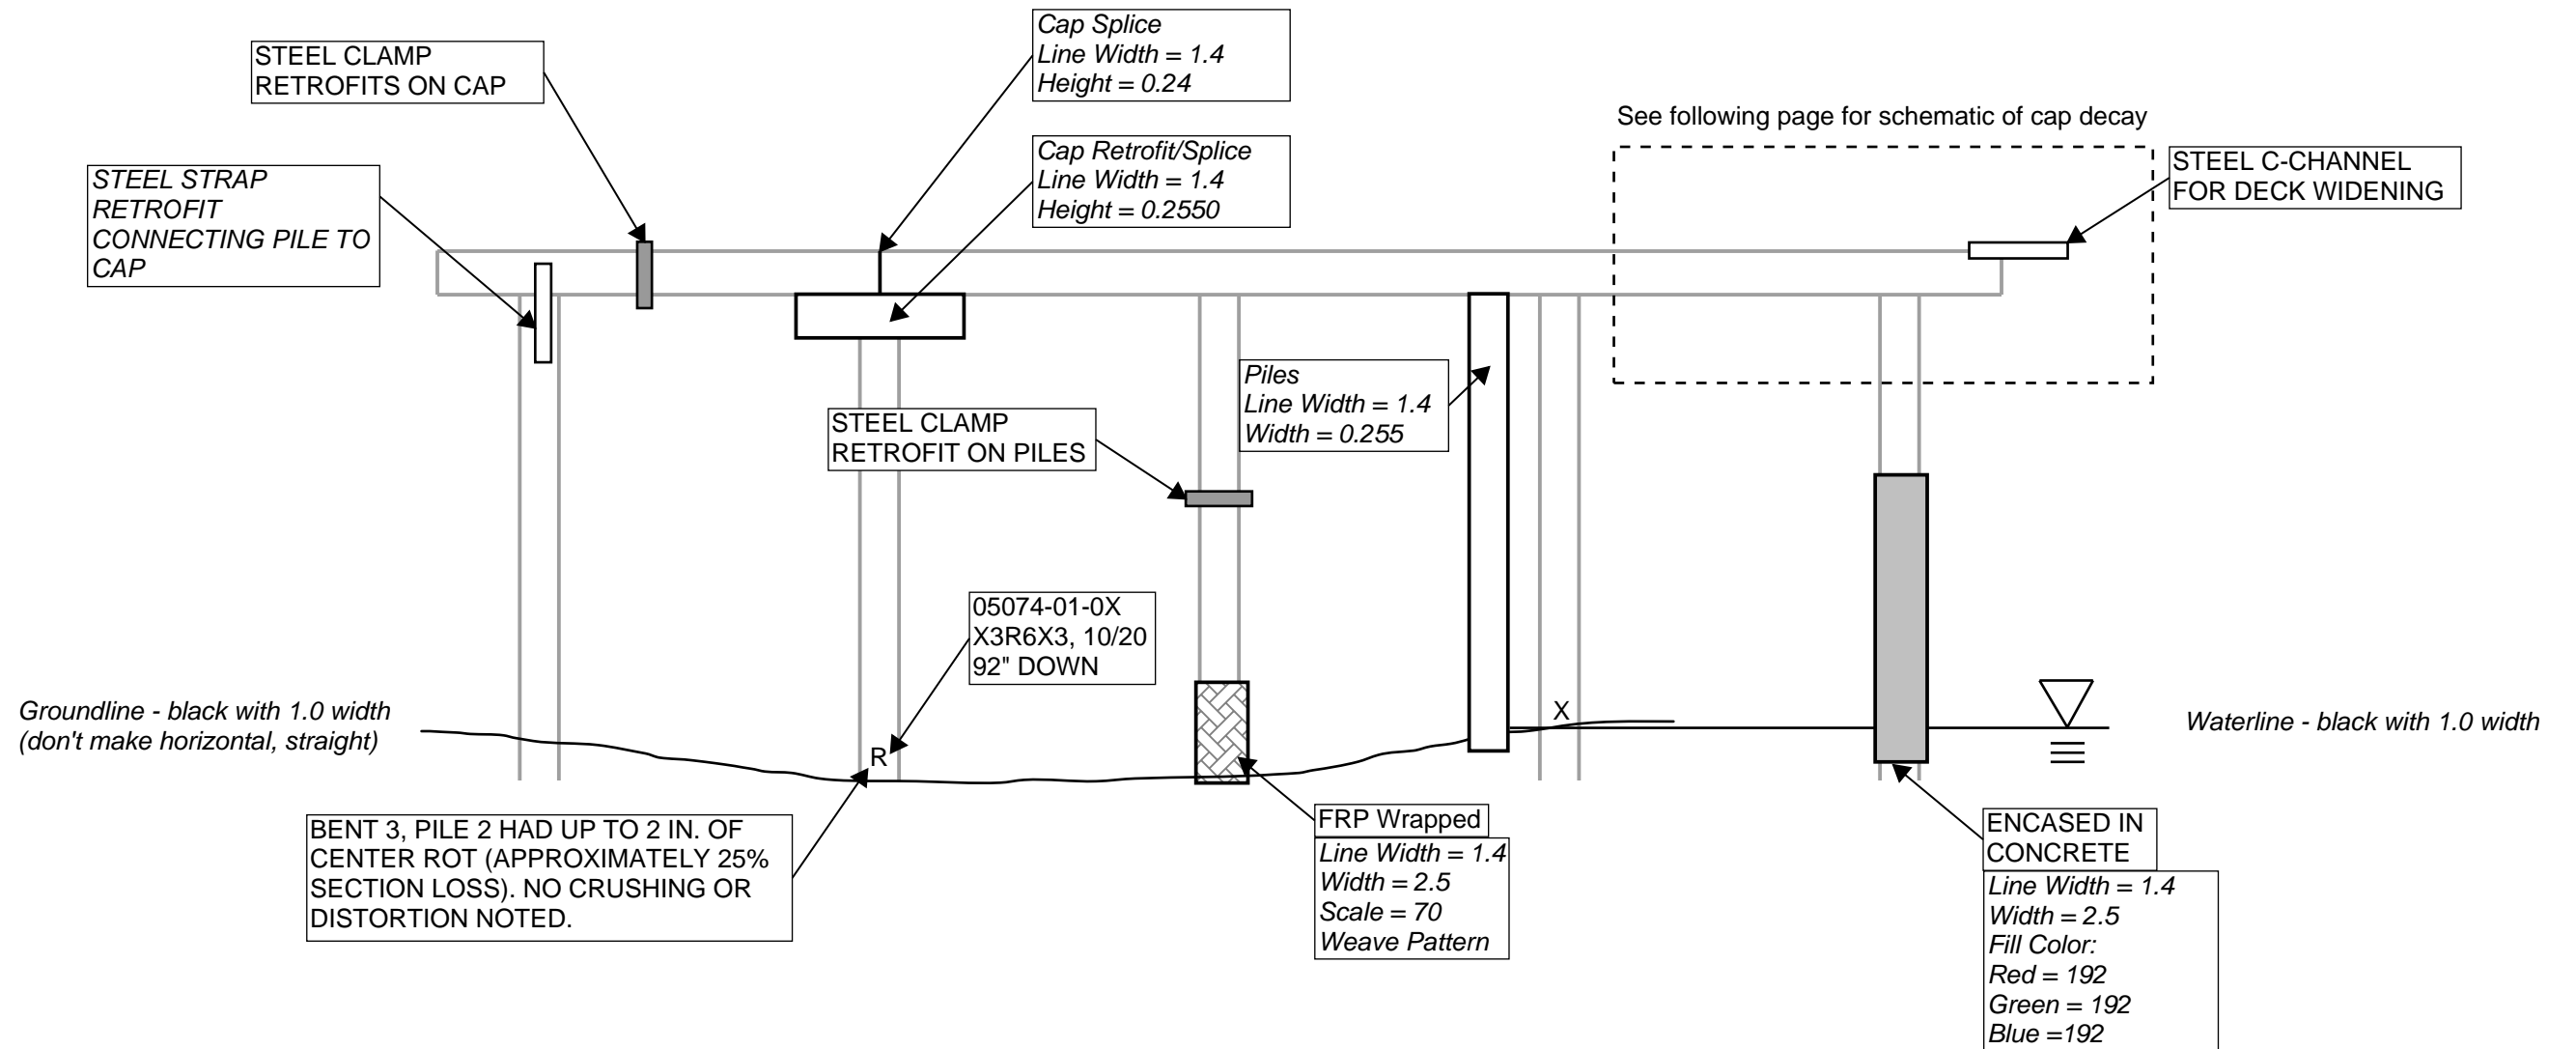 Cap Splice
Line Width = 1.4
Height = 0.24
STEEL CLAMP
RETROFITS ON CAP
See following page for schematic of cap decay
Cap Retrofit/Splice
Line Width = 1.4
Height = 0.2550
STEEL C-CHANNEL
FOR DECK WIDENING
STEEL STRAP
RETROFIT
CONNECTING PILE TO
CAP
Piles
Line Width = 1.4
Width = 0.255
STEEL CLAMP
RETROFIT ON PILES
05074-01-0X
X3R6X3, 10/20
92" DOWN
Groundline - black with 1.0 width
(don't make horizontal, straight)
X
Waterline - black with 1.0 width
R
BENT 3, PILE 2 HAD UP TO 2 IN. OF
CENTER ROT (APPROXIMATELY 25%
SECTION LOSS). NO CRUSHING OR
DISTORTION NOTED.
FRP Wrapped
Line Width = 1.4
Width = 2.5
Scale = 70
Weave Pattern
ENCASED IN
CONCRETE
Line Width = 1.4
Width = 2.5
Fill Color:
Red = 192
Green = 192
Blue =192